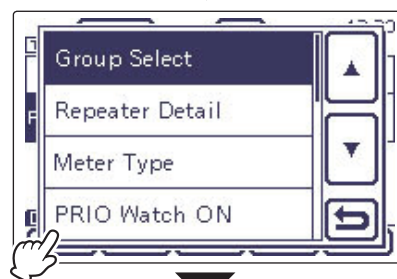 Group Select
Repeater Detail
Meter Type
PRIO Watch ON